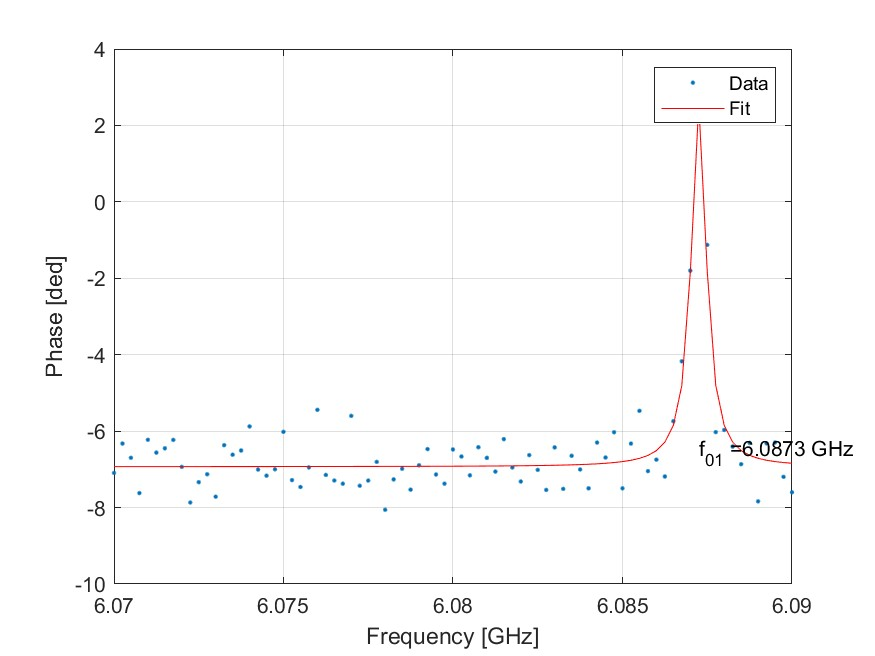 4
2
0
-2
-4
-6
-8
-10
6.07
6.075
6.08
6.085
6.09
Phase [ded]
Frequency [GHz]
Data
Fit
f01 =6.0873 GHz